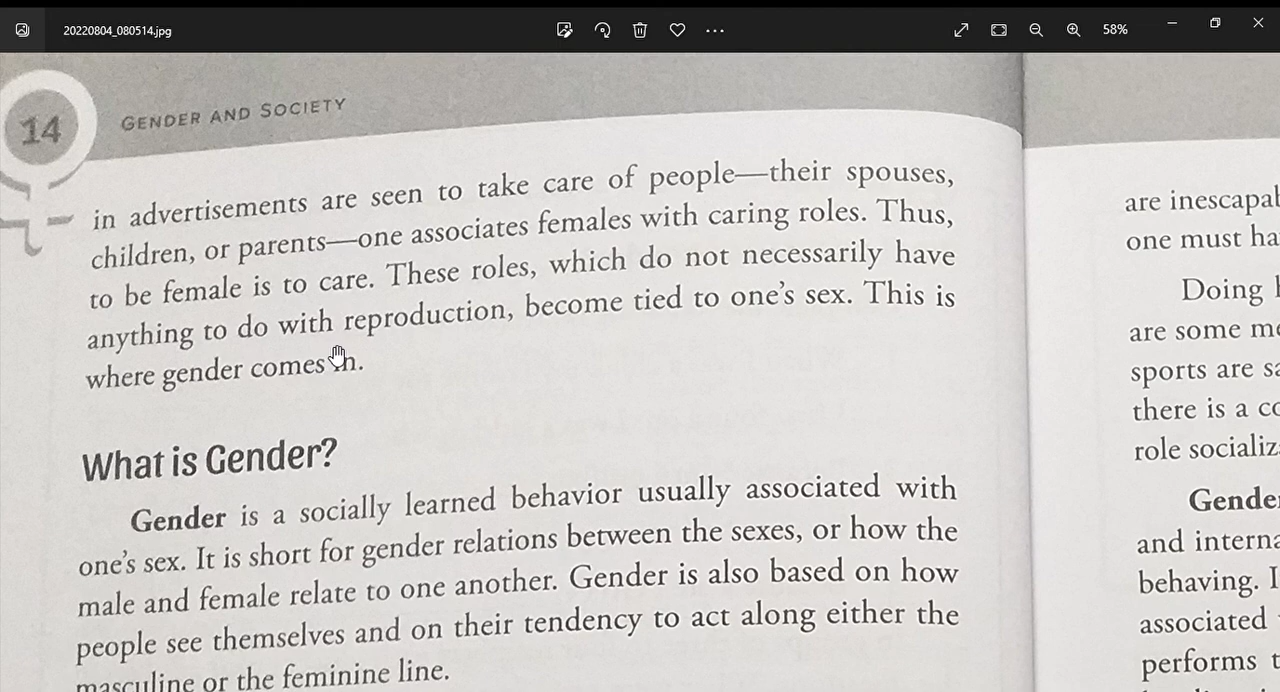 20220804_080514.jpg
58%
14
GENDER AND SOCIETY
in advertisements are seen to take care of people—their spouses,
children, or parents—one associates females with caring roles. Thus,
to be female is to care. These roles, which do not necessarily have
anything to do with reproduction, become tied to one's sex. This is
where gender comes in.
What is Gender?
Gender is a socially learned behavior usually associated with
one's sex. It is short for gender relations between the sexes, or how the
male and female relate to one another. Gender is also based on how
people see themselves and on their tendency to act along either the
masculine or the feminine line.
are inescapab
one must ha
Doing
are some me
sports are sa
there is a co
role socializ
Gende
and interna
behaving. I
associated
performs t